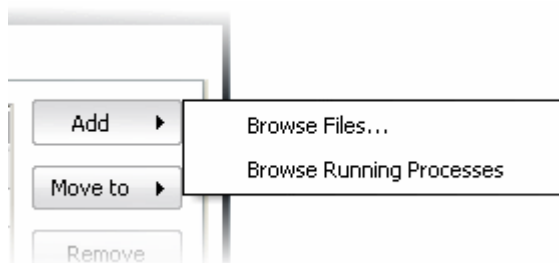 Add
Browse Files...
Browse Running Processes
Move to
Remove